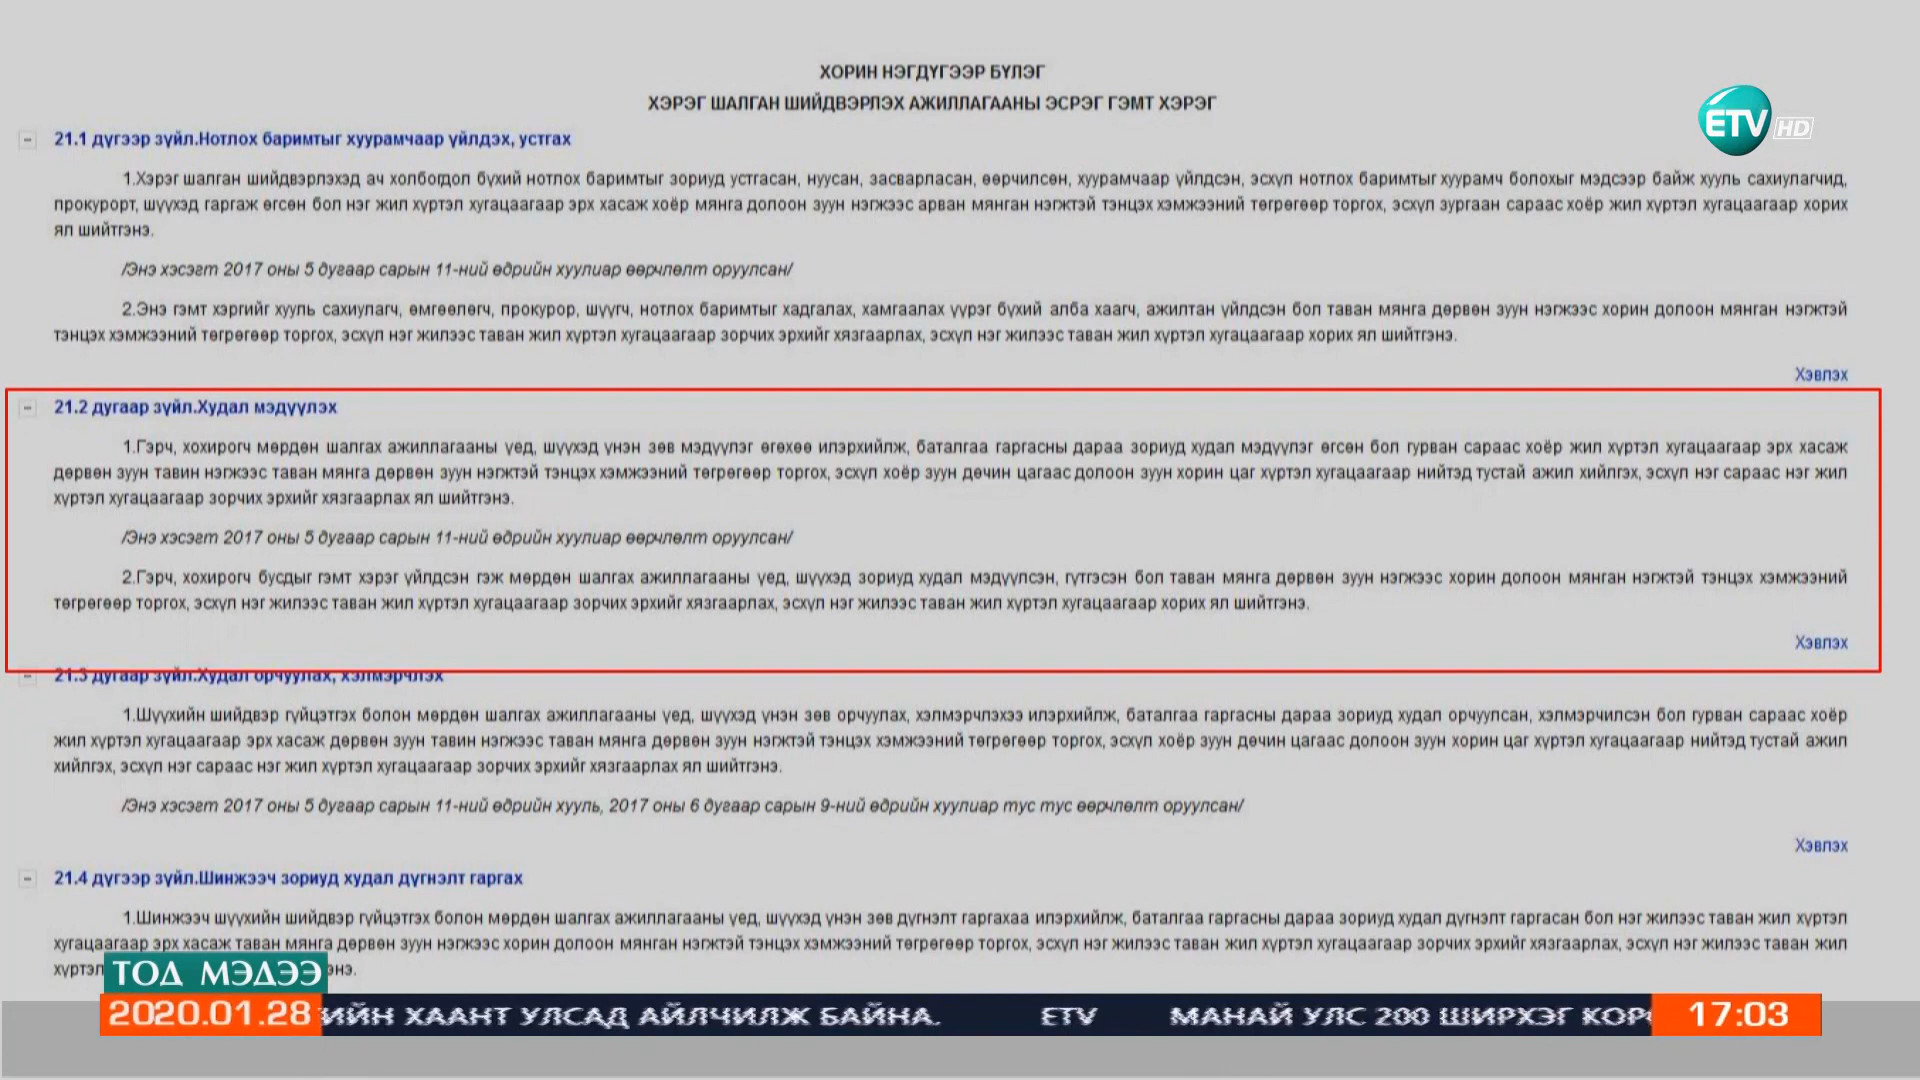 ХОРИН НЭГДҮГЭЭР БҮЛЭГ
ХЭРЭГ ШАЛГАН ШИЙДВЭРЛЭХ АЖИЛЛАГААНЫ ЭСРЭГ ГЭМТ ХЭРЭГ
ETV HD
21.1 дүгээр зүйл.Нотлох баримтыг хуурамчаар үйлдэх, устгах
1.Хэрэг шалган шийдвэрлэхэд ач холбогдол бүхий нотлох баримтыг зориуд устгасан, нуусан, засварласан, өөрчилсөн, хуурамчаар үйлдсэн, эсхүл нотлох баримтыг хуурамч болохыг мэдсээр байж хууль сахиулагчид,
прокурорт, шүүхэд гаргаж өгсөн бол нэг жил хүртэл хугацаагаар эрх хасаж хоёр мянга долоон зуун нэгжээс арван мянган нэгжтэй тэнцэх хэмжээний төгрөгөөр торгох, эсхүл зургаан сараас хоёр жил хүртэл хугацаагаар хорих
ял шийтгэнэ.
/Энэ хэсэгт 2017 оны 5 дугаар сарын 11-ний өдрийн хуулиар өөрчлөлт оруулсан/
2.Энэ гэмт хэргийг хууль сахиулагч, өмгөөлөгч, прокурор, шүүгч, нотлох баримтыг хадгалах, хамгаалах үүрэг бүхий алба хаагч, ажилтан үйлдсэн бол таван мянга дөрвөн зуун нэгжээс хорин долоон мянган нэгжтэй
тэнцэх хэмжээний төгрөгөөр торгох, эсхүл нэг жилээс таван жил хүртэл хугацаагаар зорчих эрхийг хязгаарлах, эсхүл нэг жилээс таван жил хүртэл хугацаагаар хорих ял шийтгэнэ.
Хэвлэх
21.2 дугаар зүйл.Худал мэдүүлэх
1.Гэрч, хохирогч мөрдөн шалгах ажиллагааны үед, шүүхэд үнэн зөв мэдүүлэг өгөхөө илэрхийлж, баталгаа гаргасны дараа зориуд худал мэдүүлэг өгсөн бол гурван сараас хоёр жил хүртэл хугацаагаар эрх хасаж
дөрвөн зуун тавин нэгжээс таван мянга дөрвөн зуун нэгжтэй тэнцэх хэмжээний төгрөгөөр торгох, эсхүл хоёр зуун дөчин цагаас долоон зуун хорин цаг хүртэл хугацаагаар нийтэд тустай ажил хийлгэх, эсхүл нэг сараас нэг жил
хүртэл хугацаагаар зорчих эрхийг хязгаарлах ял шийтгэнэ.
/Энэ хэсэгт 2017 оны 5 дугаар сарын 11-ний өдрийн хуулиар өөрчлөлт оруулсан/
2.Гэрч, хохирогч бусдыг гэмт хэрэг үйлдсэн гэж мөрдөн шалгах ажиллагааны үед, шүүхэд зориуд худал мэдүүлсэн, гүтгэсэн бол таван мянга дөрвөн зуун нэгжээс хорин долоон мянган нэгжтэй тэнцэх хэмжээний
төгрөгөөр торгох, эсхүл нэг жилээс таван жил хүртэл хугацаагаар зорчих эрхийг хязгаарлах, эсхүл нэг жилээс таван жил хүртэл хугацаагаар хорих ял шийтгэнэ.
Хэвлэх
21.3 дугаар зүйл.Худал орчуулах, хэлмэрчлэх
1.Шүүхийн шийдвэр гүйцэтгэх болон мөрдөн шалгах ажиллагааны үед, шүүхэд үнэн зөв орчуулах, хэлмэрчлэхээ илэрхийлж, баталгаа гаргасны дараа зориуд худал орчуулсан, хэлмэрчилсэн бол гурван сараас хоёр
жил хүртэл хугацаагаар эрх хасаж дөрвөн зуун тавин нэгжээс таван мянга дөрвөн зуун нэгжтэй тэнцэх хэмжээний төгрөгөөр торгох, эсхүл хоёр зуун дөчин цагаас долоон зуун хорин цаг хүртэл хугацаагаар нийтэд тустай ажил
хийлгэх, эсхүл нэг сараас нэг жил хүртэл хугацаагаар зорчих эрхийг хязгаарлах ял шийтгэнэ.
/Энэ хэсэгт 2017 оны 5 дугаар сарын 11-ний өдрийн хууль, 2017 оны 6 дугаар сарын 9-ний өдрийн хуулиар тус тус өөрчлөлт оруулсан/
Хэвлэх
21.4 дүгээр зүйл.Шинжээч зориуд худал дүгнэлт гаргах
1.Шинжээч шүүхийн шийдвэр гүйцэтгэх болон мөрдөн шалгах ажиллагааны үед, шүүхэд үнэн зөв дүгнэлт гаргахаа илэрхийлж, баталгаа гаргасны дараа зориуд худал дүгнэлт гаргасан бол нэг жилээс таван жил хүртэл
хугацаагаар эрх хасаж таван мянга дөрвөн зуун нэгжээс хорин долоон мянган нэгжтэй тэнцэх хэмжээний төгрөгөөр торгох, эсхүл нэг жилээс таван жил хүртэл хугацаагаар зорчих эрхийг хязгаарлах, эсхүл нэг жилээс таван жил
хүртэл
ТОД МЭДЭЭ
2020.01.28 ИЙН ХААНТ УЛСАД АЙЛЧИЛЖ БАЙНА. ETV МАНАЙ УЛС 200 ШИРХЭГ 17:03